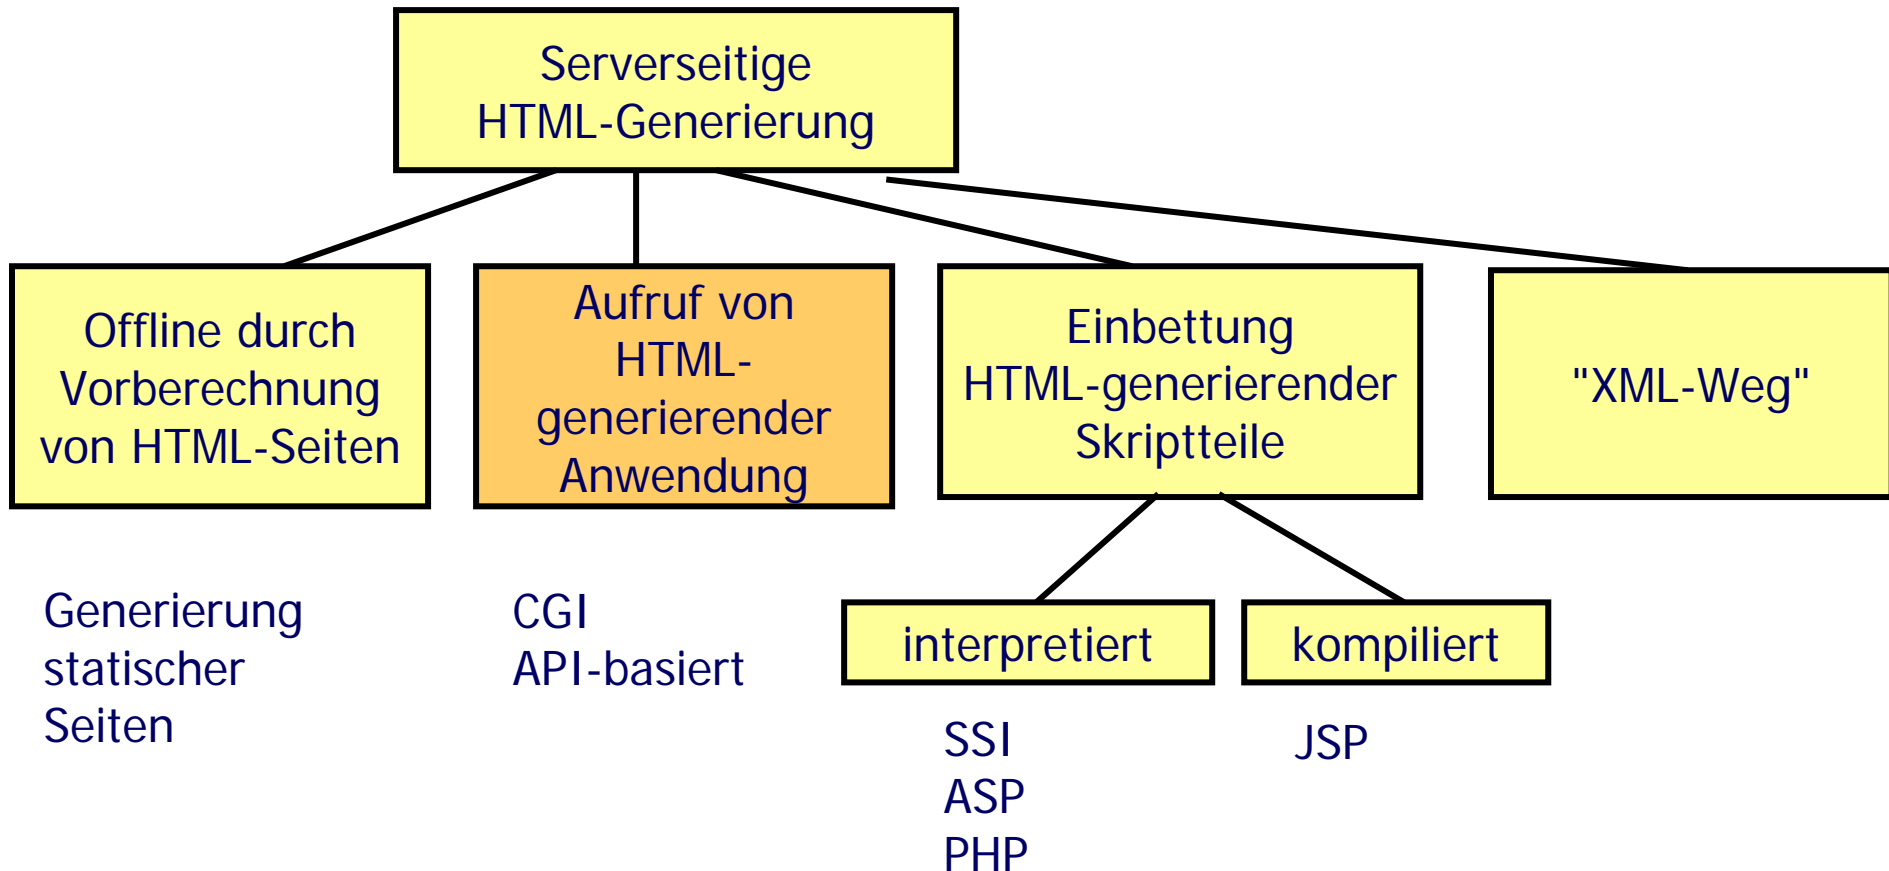 Serverseitige
HTML-Generierung
Offline durch
Vorberechnung
von HTML-Seiten
Aufruf von
HTML-
generierender
Anwendung
Einbettung
HTML-generierender
Skriptteile
"XML-Weg"
Generierung
statischer
Seiten
CGI
API-basiert
interpretiert
kompiliert
SSI
ASP
PHP
JSP